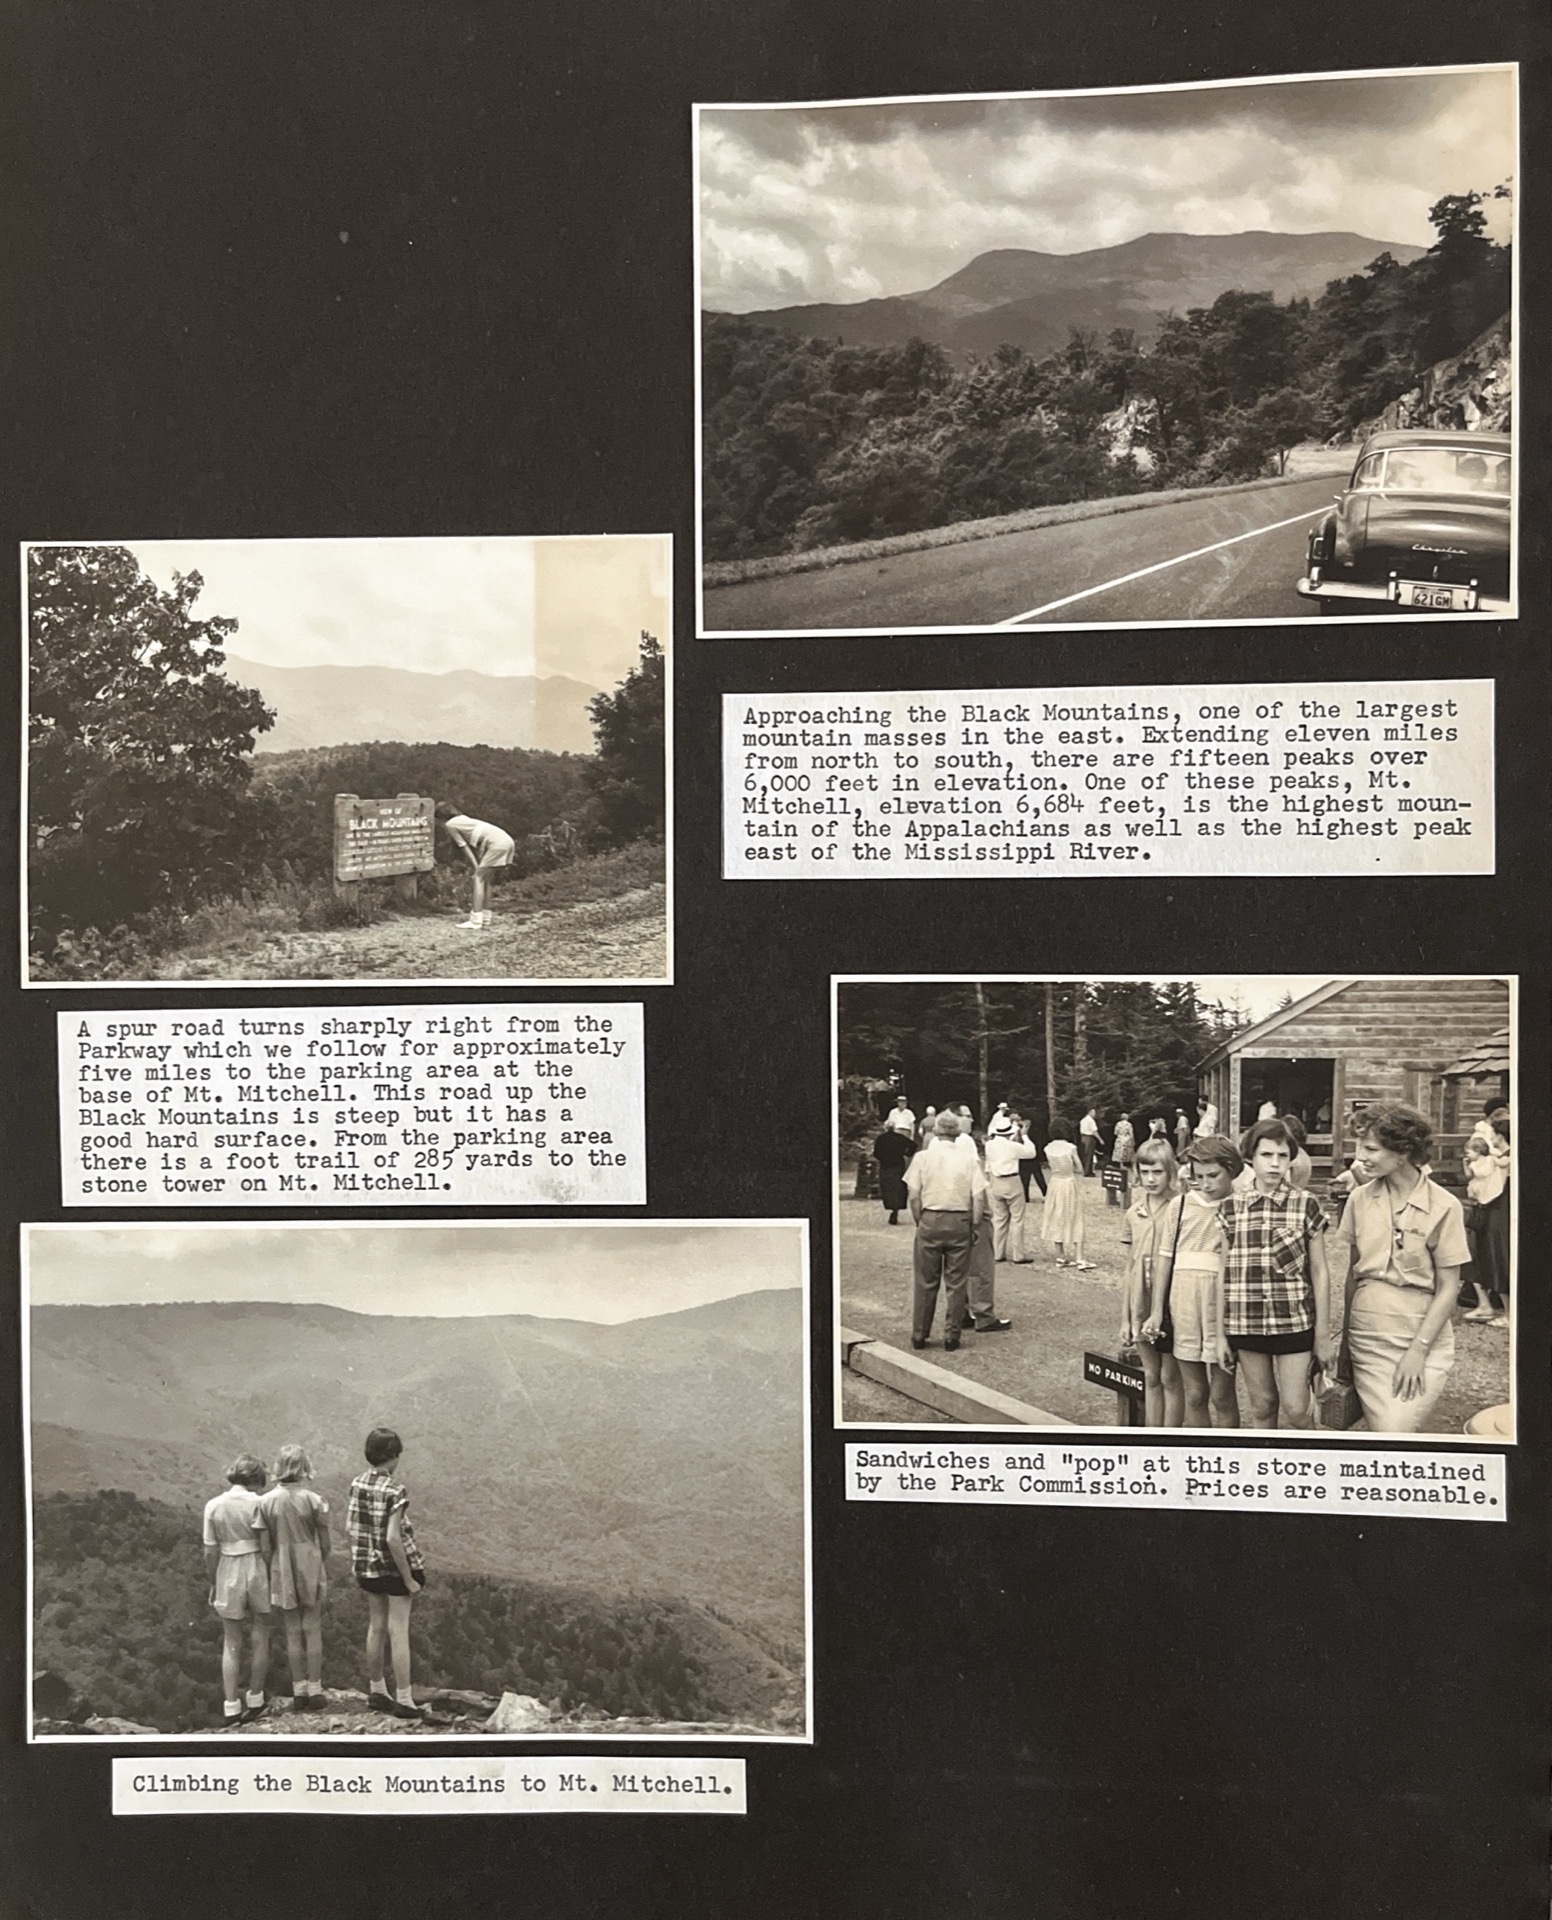 Chrysler
621GM
Approaching the Black Mountains, one of the largest
mountain masses in the east. Extending eleven miles
from north to south, there are fifteen peaks over
6,000 feet in elevation. One of these peaks, Mt.
Mitchell, elevation 6,684 feet, is the highest moun-
tain of the Appalachians as well as the highest peak
east of the Mississippi River.
VIEW OF
BLACK MOUNTAINS
A spur road turns sharply right from the
Parkway which we follow for approximately
five miles to the parking area at the
base of Mt. Mitchell. This road up the
Black Mountains is steep but it has a
good hard surface. From the parking area
there is a foot trail of 285 yards to the
stone tower on Mt. Mitchell.
NO PARKING
Sandwiches and "pop" at this store maintained
by the Park Commission. Prices are reasonable.
Climbing the Black Mountains to Mt. Mitchell.